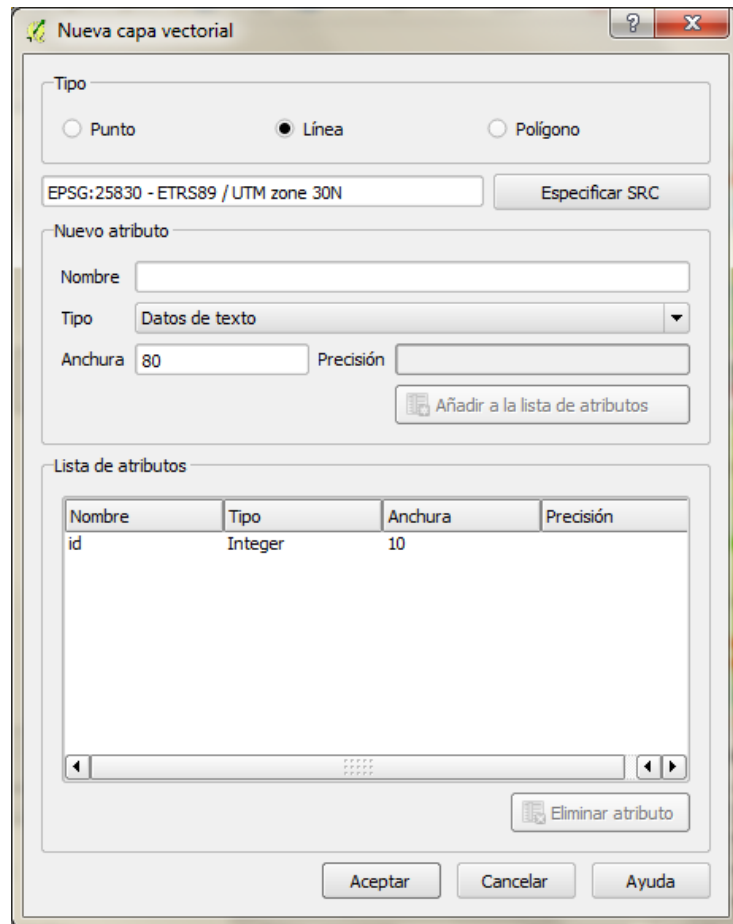 Nueva capa vectorial
Tipo
Punto Línea Polígono
EPSG:25830 - ETRS89 / UTM zone 30N Especificar SRC
Nuevo atributo
Nombre
Tipo Datos de texto
Anchura 80 Precisión
Añadir a la lista de atributos
Lista de atributos
Nombre Tipo Anchura Precisión
id Integer 10
Eliminar atributo
Aceptar Cancelar Ayuda